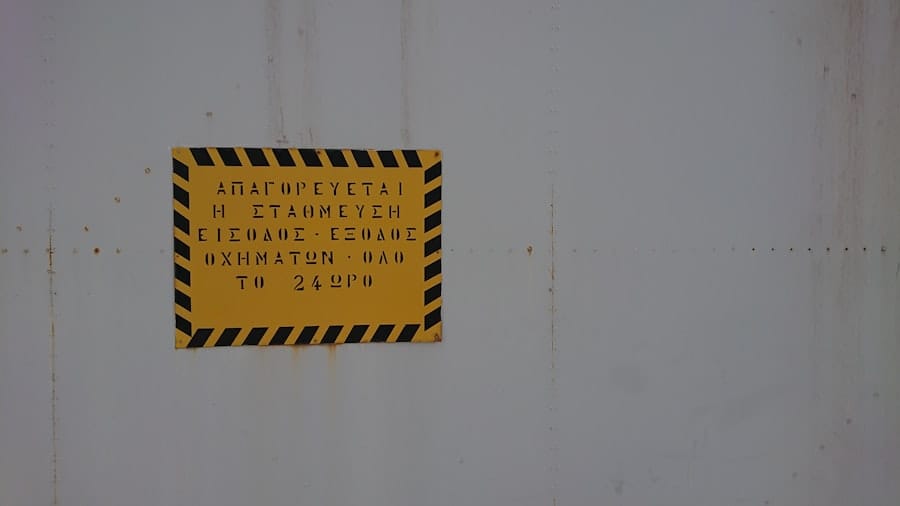 ΑΠΑΓΟΡΕΥΕΤΑΙ
Η ΣΤΑΘΜΕΥΣΗ
ΕΙΣΟΔΟΣ · ΕΞΟΔΟΣ
ΟΧΗΜΑΤΩΝ · ΟΛΟ
ΤΟ 24ΩΡΟ